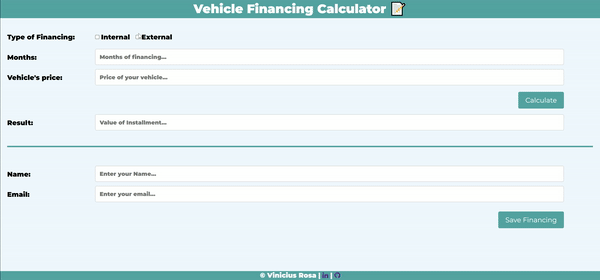 Vehicle Financing Calculator 📝
Type of Financing: Internal External
Months: Months of financing...
Vehicle's price: Price of your vehicle...
Calculate
Result: Value of Installment...
Name: Enter your Name...
Email: Enter your email...
Save Financing
© Vinicius Rosa | in |